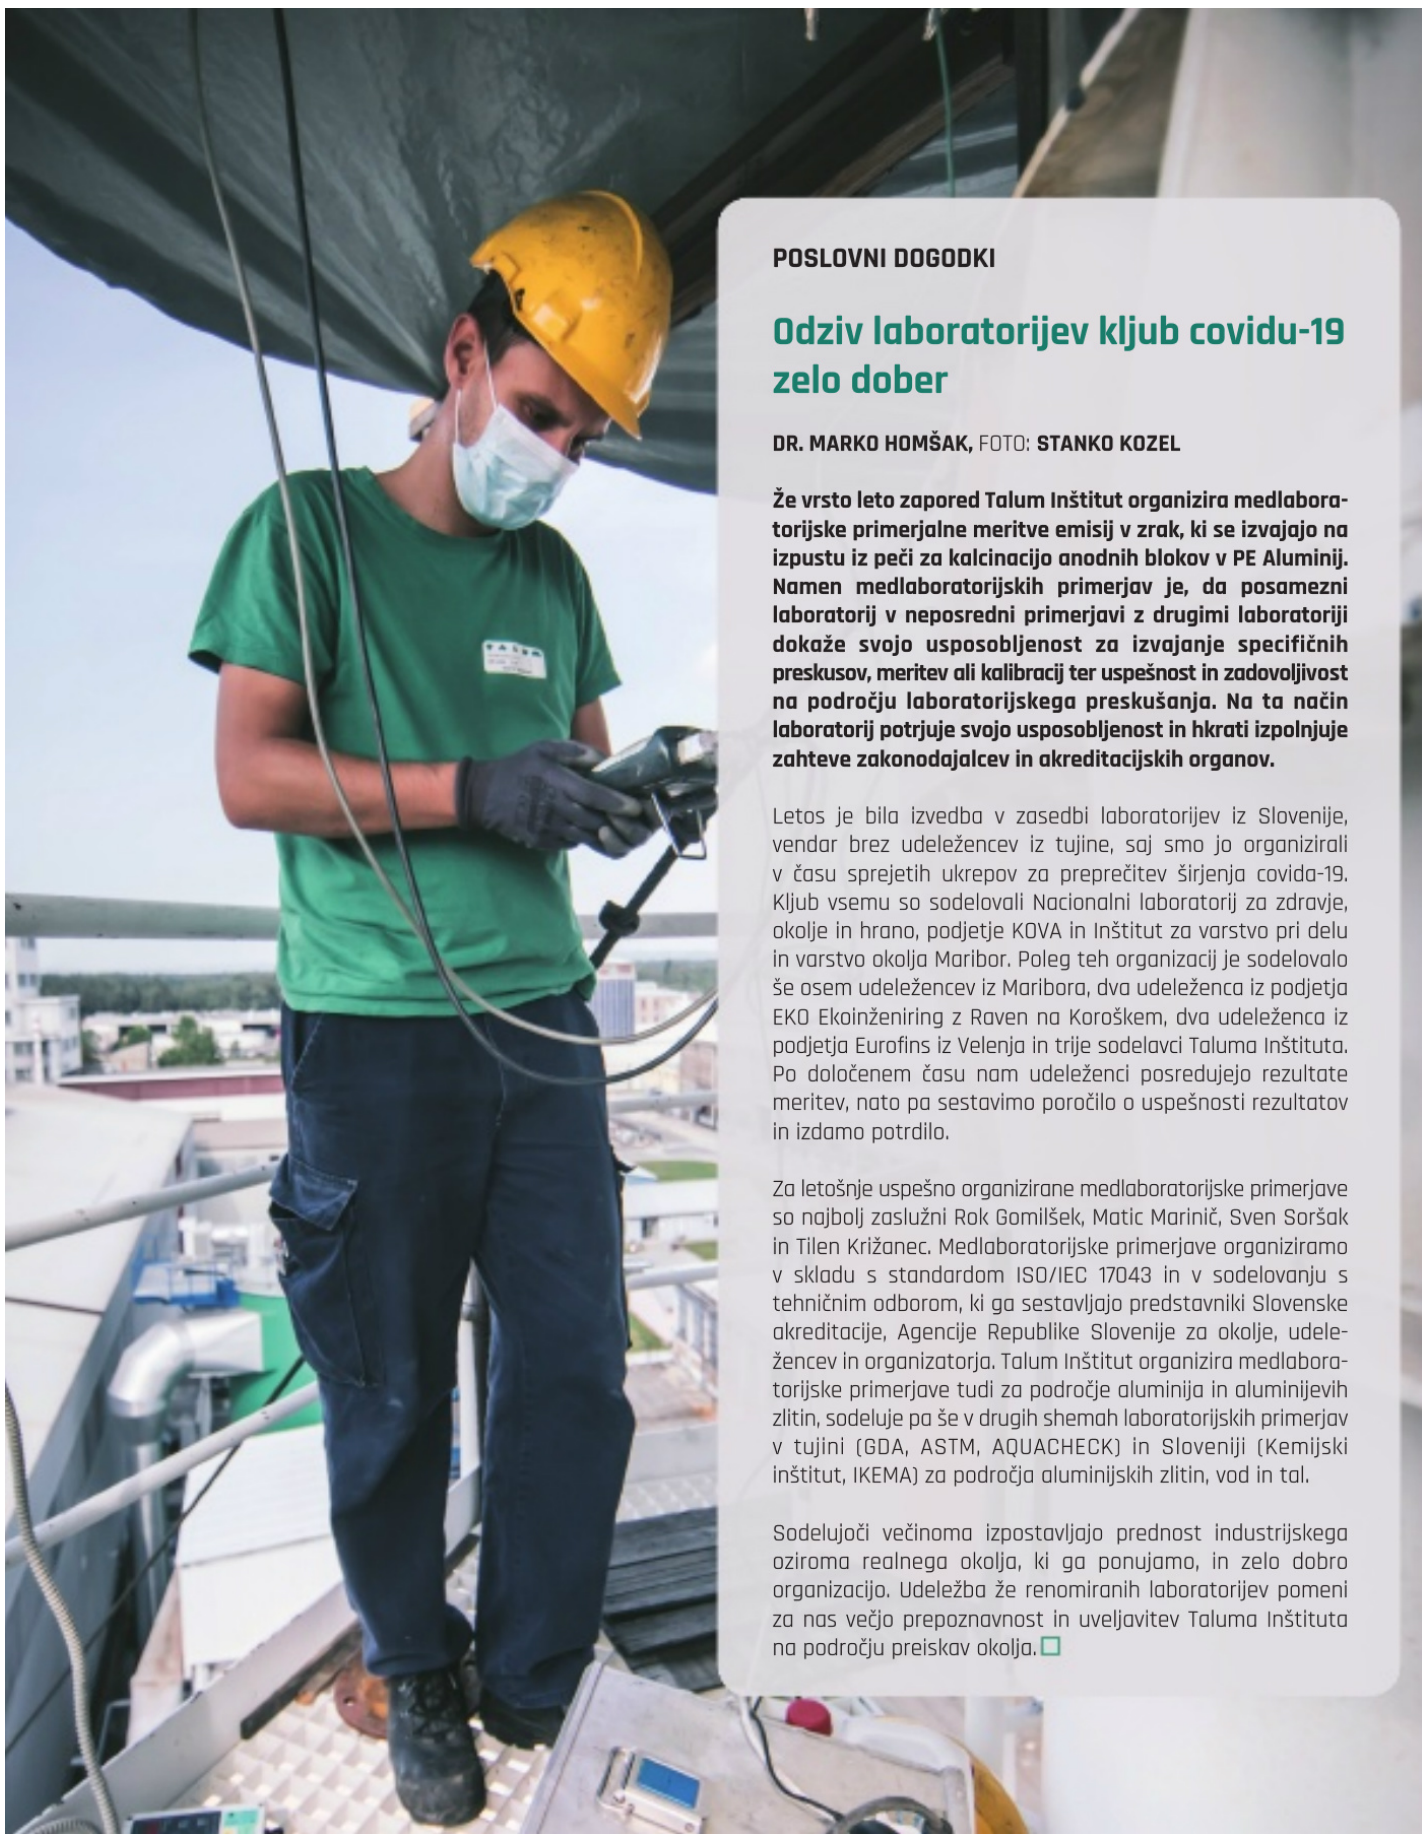 POSLOVNI DOGODKI
Odziv laboratorijev kljub covidu-19
zelo dober
DR. MARKO HOMŠAK, FOTO: STANKO KOZEL
Že vrsto leto zapored Talum Inštitut organizira medlabora-
torijske primerjalne meritve emisij v zrak, ki se izvajajo na
izpustu iz peči za kalcinacijo anodnih blokov v PE Aluminij.
Namen medlaboratorijskih primerjav je, da posamezni
laboratorij v neposredni primerjavi z drugimi laboratoriji
dokaže svojo usposobljenost za izvajanje specifičnih
preskusov, meritev ali kalibracij ter uspešnost in zadovoljivost
na področju laboratorijskega preskušanja. Na ta način
laboratorij potrjuje svojo usposobljenost in hkrati izpolnjuje
zahteve zakonodajalcev in akreditacijskih organov.
Letos je bila izvedba v zasedbi laboratorijev iz Slovenije,
vendar brez udeležencev iz tujine, saj smo jo organizirali
v času sprejetih ukrepov za preprečitev širjenja covida-19.
Kljub vsemu so sodelovali Nacionalni laboratorij za zdravje,
okolje in hrano, podjetje KOVA in Inštitut za varstvo pri delu
in varstvo okolja Maribor. Poleg teh organizacij je sodelovalo
še osem udeležencev iz Maribora, dva udeleženca iz podjetja
EKO Ekoinženiring z Raven na Koroškem, dva udeleženca iz
podjetja Eurofins iz Velenja in trije sodelavci Taluma Inštituta.
Po določenem času nam udeleženci posredujejo rezultate
meritev, nato pa sestavimo poročilo o uspešnosti rezultatov
in izdamo potrdilo.
Za letošnje uspešno organizirane medlaboratorijske primerjave
so najbolj zaslužni Rok Gomilšek, Matic Marinič, Sven Soršak
in Tilen Križanec. Medlaboratorijske primerjave organiziramo
v skladu s standardom ISO/IEC 17043 in v sodelovanju s
tehničnim odborom, ki ga sestavljajo predstavniki Slovenske
akreditacije, Agencije Republike Slovenije za okolje, udele-
žencev in organizatorja. Talum Inštitut organizira medlabora-
torijske primerjave tudi za področje aluminija in aluminijevih
zlitin, sodeluje pa še v drugih shemah laboratorijskih primerjav
v tujini (GDA, ASTM, AQUACHECK) in Sloveniji (Kemijski
inštitut, IKEMA) za področja aluminijskih zlitin, vod in tal.
Sodelujoči večinoma izpostavljajo prednost industrijskega
oziroma realnega okolja, ki ga ponujamo, in zelo dobro
organizacijo. Udeležba že renomiranih laboratorijev pomeni
za nas večjo prepoznavnost in uveljavitev Taluma Inštituta
na področju preiskav okolja.